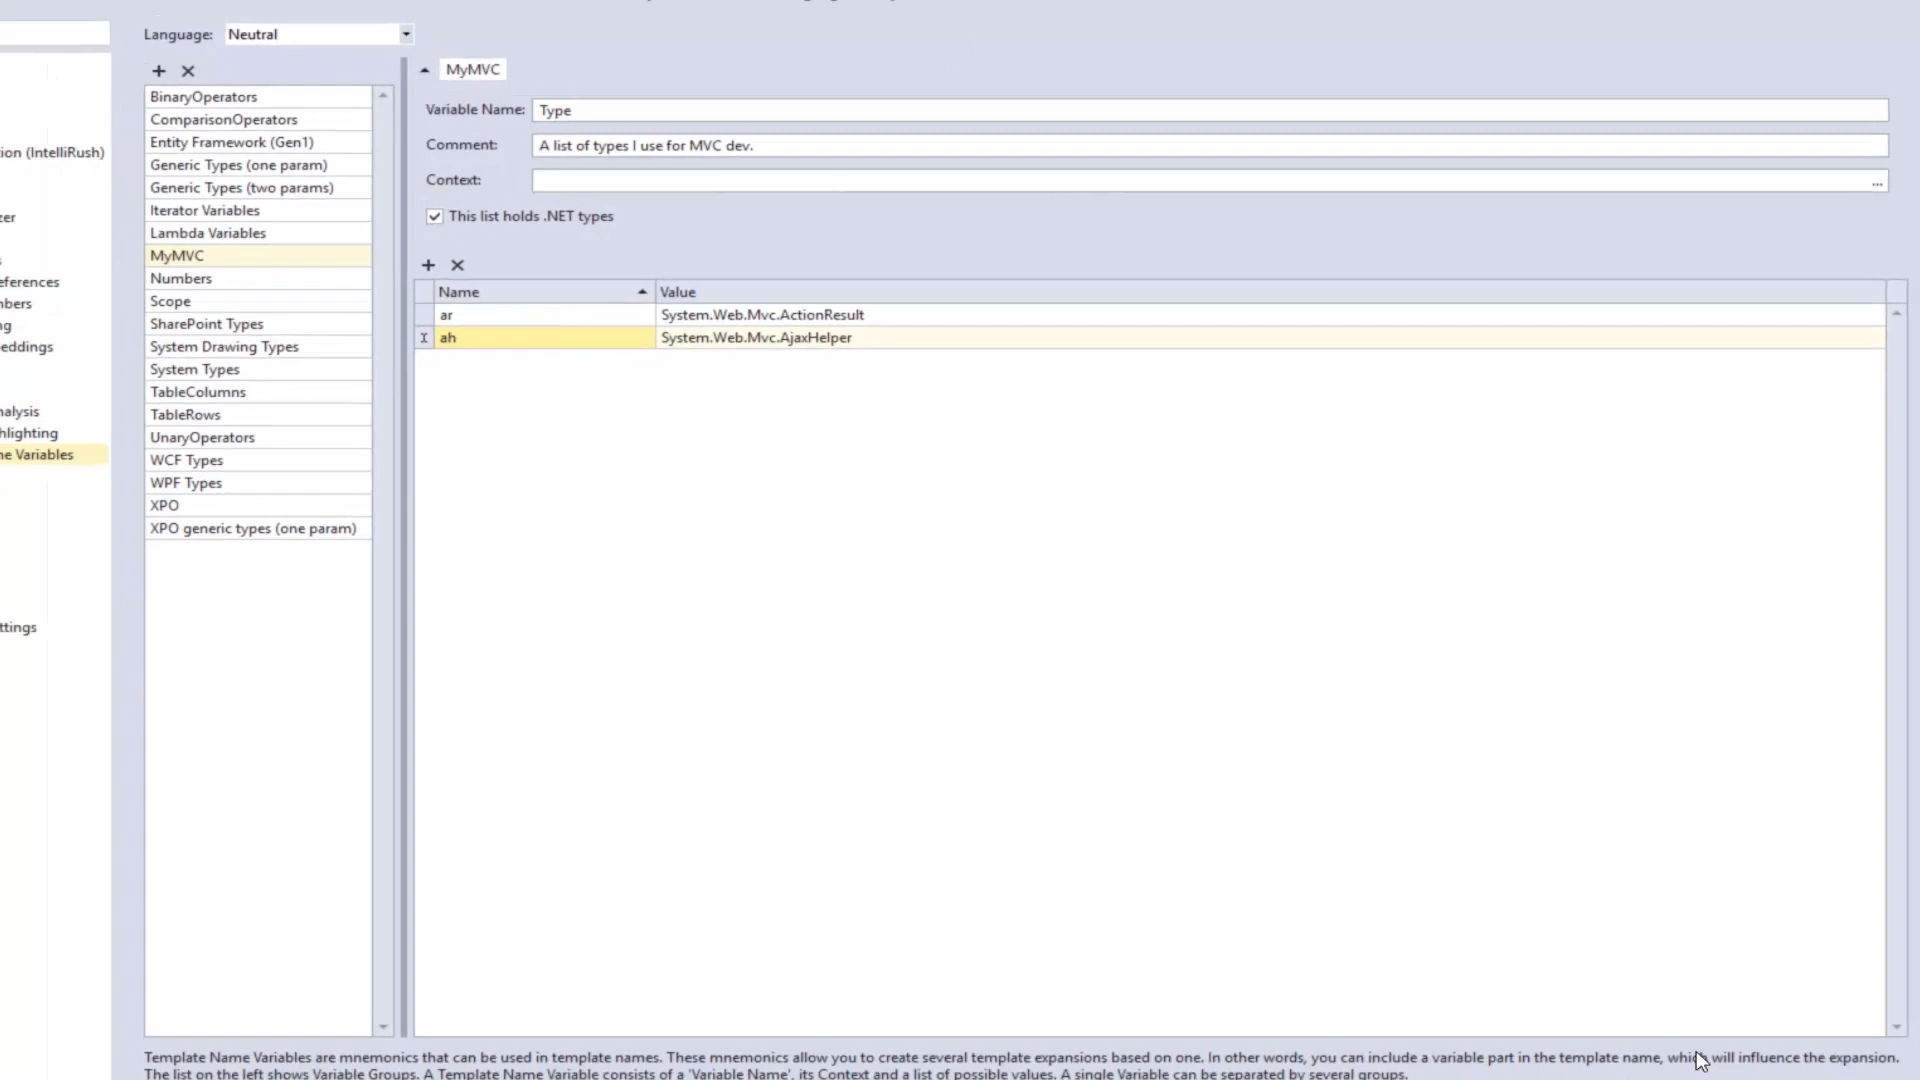 Language: Neutral
MyMVC
BinaryOperators
ComparisonOperators
Entity Framework (Gen1)
Generic Types (one param)
Generic Types (two params)
Iterator Variables
Lambda Variables
MyMVC
Numbers
Scope
SharePoint Types
System Drawing Types
System Types
TableColumns
TableRows
UnaryOperators
WCF Types
WPF Types
XPO
XPO generic types (one param)
Variable Name: Type
Comment: A list of types I use for MVC dev.
Context: ...
This list holds .NET types
Name Value
ar System.Web.Mvc.ActionResult
ah System.Web.Mvc.AjaxHelper
tion (IntelliRush)
zer
eferences
nbers
ng
eddings
nalysis
hlighting
ne Variables
ttings
Template Name Variables are mnemonics that can be used in template names. These mnemonics allow you to create several template expansions based on one. In other words, you can include a variable part in the template name, which will influence the expansion.
The list on the left shows Variable Groups. A Template Name Variable consists of a 'Variable Name', its Context and a list of possible values. A single Variable can be separated by several groups.